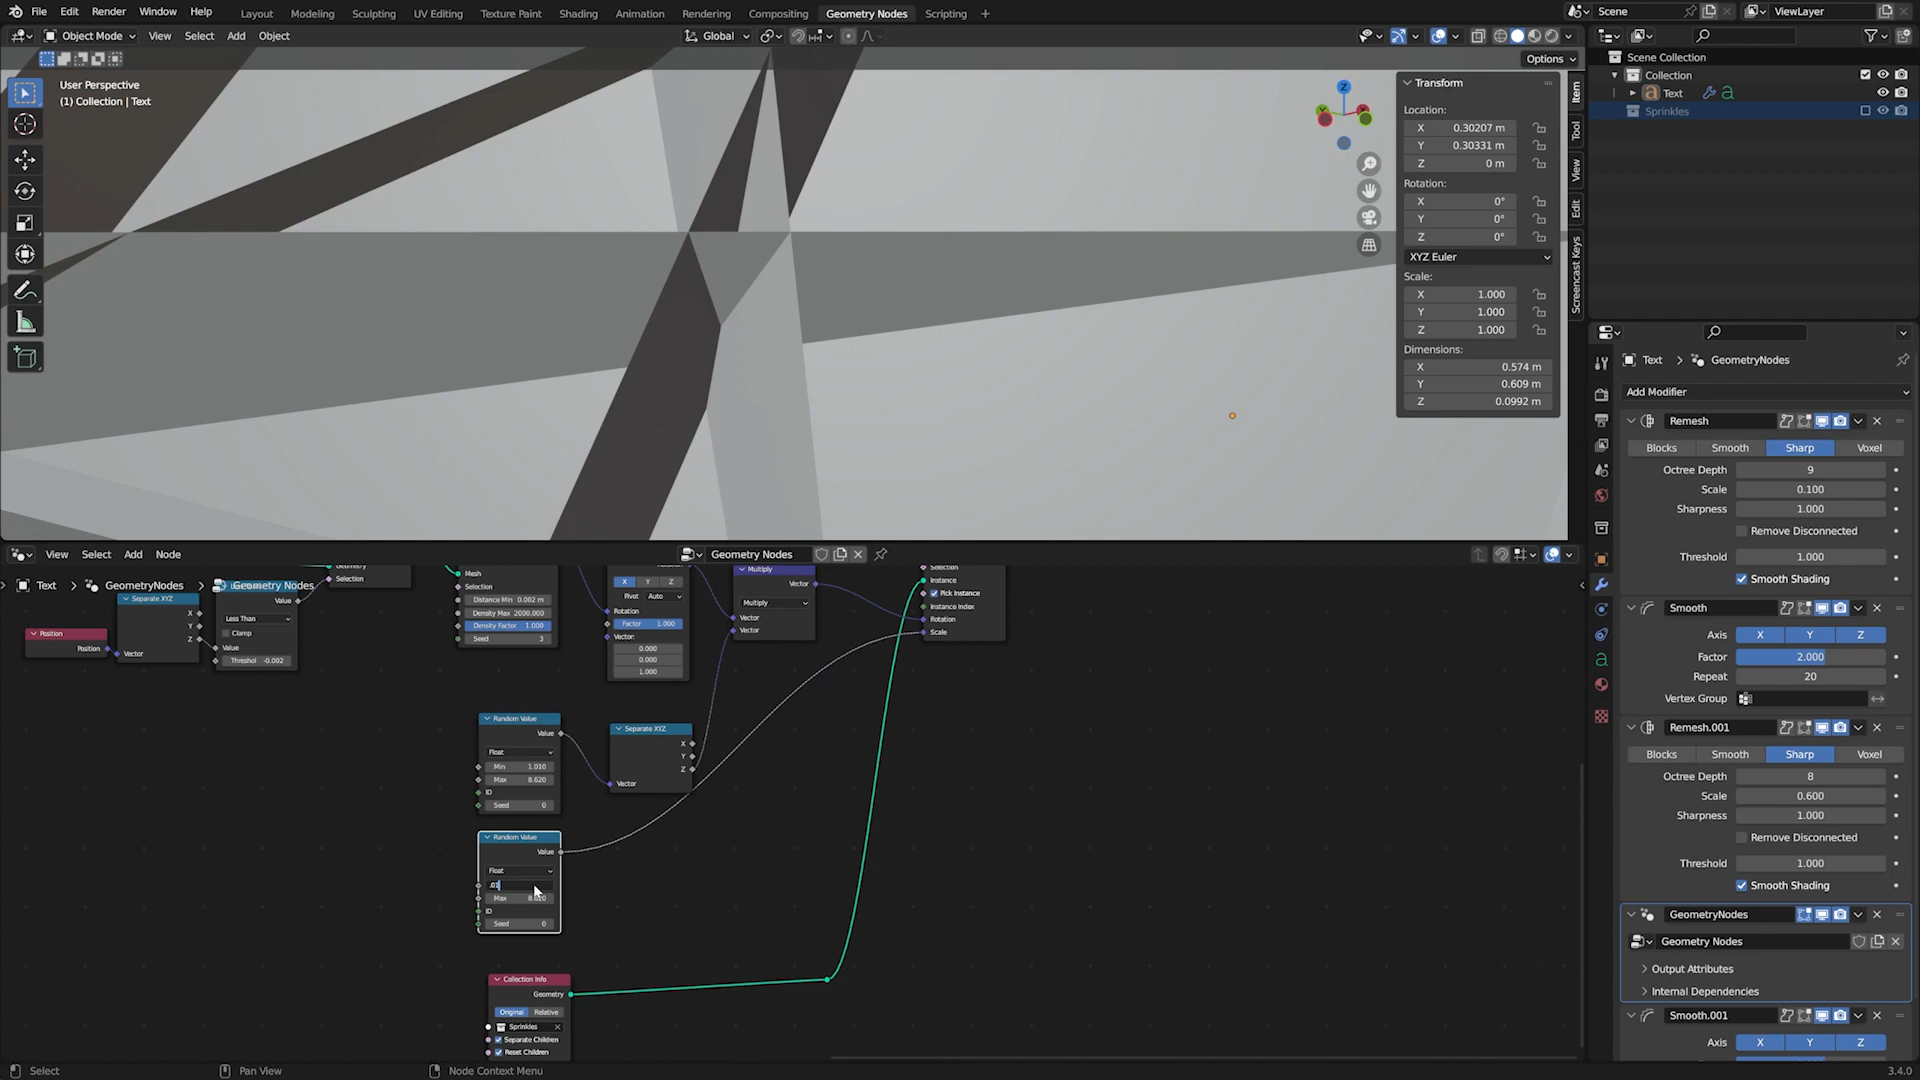 File Edit Render Window Help Layout Modeling Sculpting UV Editing Texture Paint Shading Animation Rendering Compositing Geometry Nodes Scripting + Scene ViewLayer
Object Mode View Select Add Object Global
Options
User Perspective
(1) Collection | Text
Transform
Location:
X 0.30207 m
Y 0.30331 m
Z 0 m
Rotation:
X 0°
Y 0°
Z 0°
XYZ Euler
Scale:
X 1.000
Y 1.000
Z 1.000
Dimensions:
X 0.574 m
Y 0.609 m
Z 0.0992 m
Item
Tool
View
Edit
Screencast Keys
Z
Scene Collection
Collection
Text
Sprinkles
Text > GeometryNodes
Add Modifier
Remesh
Blocks Smooth Sharp Voxel
Octree Depth 9
Scale 0.100
Sharpness 1.000
Remove Disconnected
Threshold 1.000
Smooth Shading
Smooth
Axis X Y Z
Factor 2.000
Repeat 20
Vertex Group
Remesh.001
Blocks Smooth Sharp Voxel
Octree Depth 8
Scale 0.600
Sharpness 1.000
Remove Disconnected
Threshold 1.000
Smooth Shading
GeometryNodes
Geometry Nodes
Output Attributes
Internal Dependencies
Smooth.001
Axis X Y Z
View Select Add Node Geometry Nodes
Text > GeometryNodes > Geometry Nodes
Position
Position
Separate XYZ
X
Y
Z
Vector
Value
Less Than
Clamp
Value
Threshol -0.002
Geometry
Selection
Mesh
Selection
Distance Min 0.002 m
Density Max 2000.000
Density Factor 1.000
Seed 3
X Y Z
Pivot Auto
Rotation
Factor 1.000
Vector:
0.000
0.000
1.000
Multiply
Vector
Multiply
Vector
Vector
Selection
Instance
Pick Instance
Instance Index
Rotation
Scale
Random Value
Value
Float
Min 1.010
Max 8.620
ID
Seed 0
Separate XYZ
X
Y
Z
Vector
Random Value
Value
Float
.01
Max 8.620
ID
Seed 0
Collection Info
Geometry
Original Relative
Sprinkles
Separate Children
Reset Children
Select Pan View Node Context Menu 3.4.0